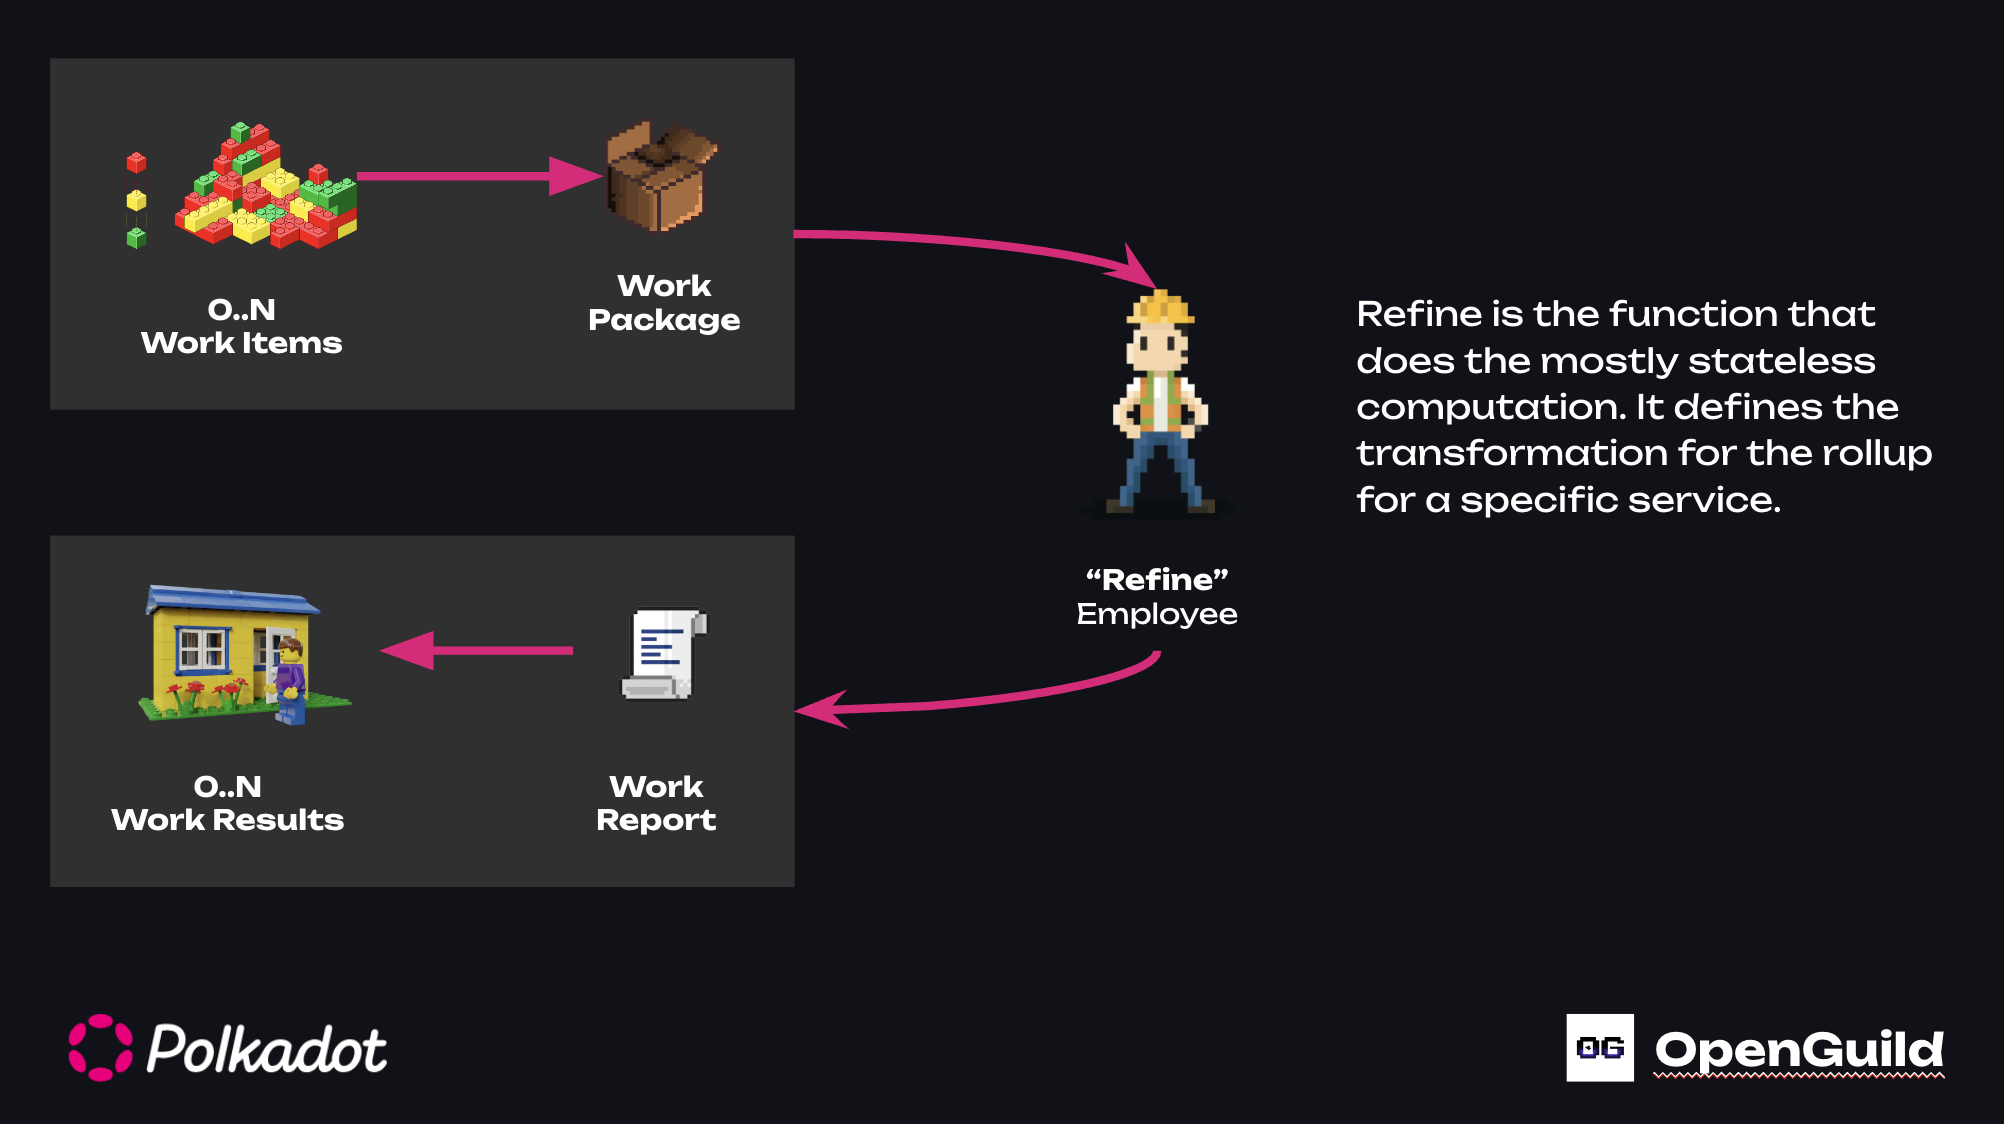 0..N
Work Items
Work
Package
Refine is the function that
does the mostly stateless
computation. It defines the
transformation for the rollup
for a specific service.
“Refine”
Employee
0..N
Work Results
Work
Report
Polkadot
OG
OpenGuild